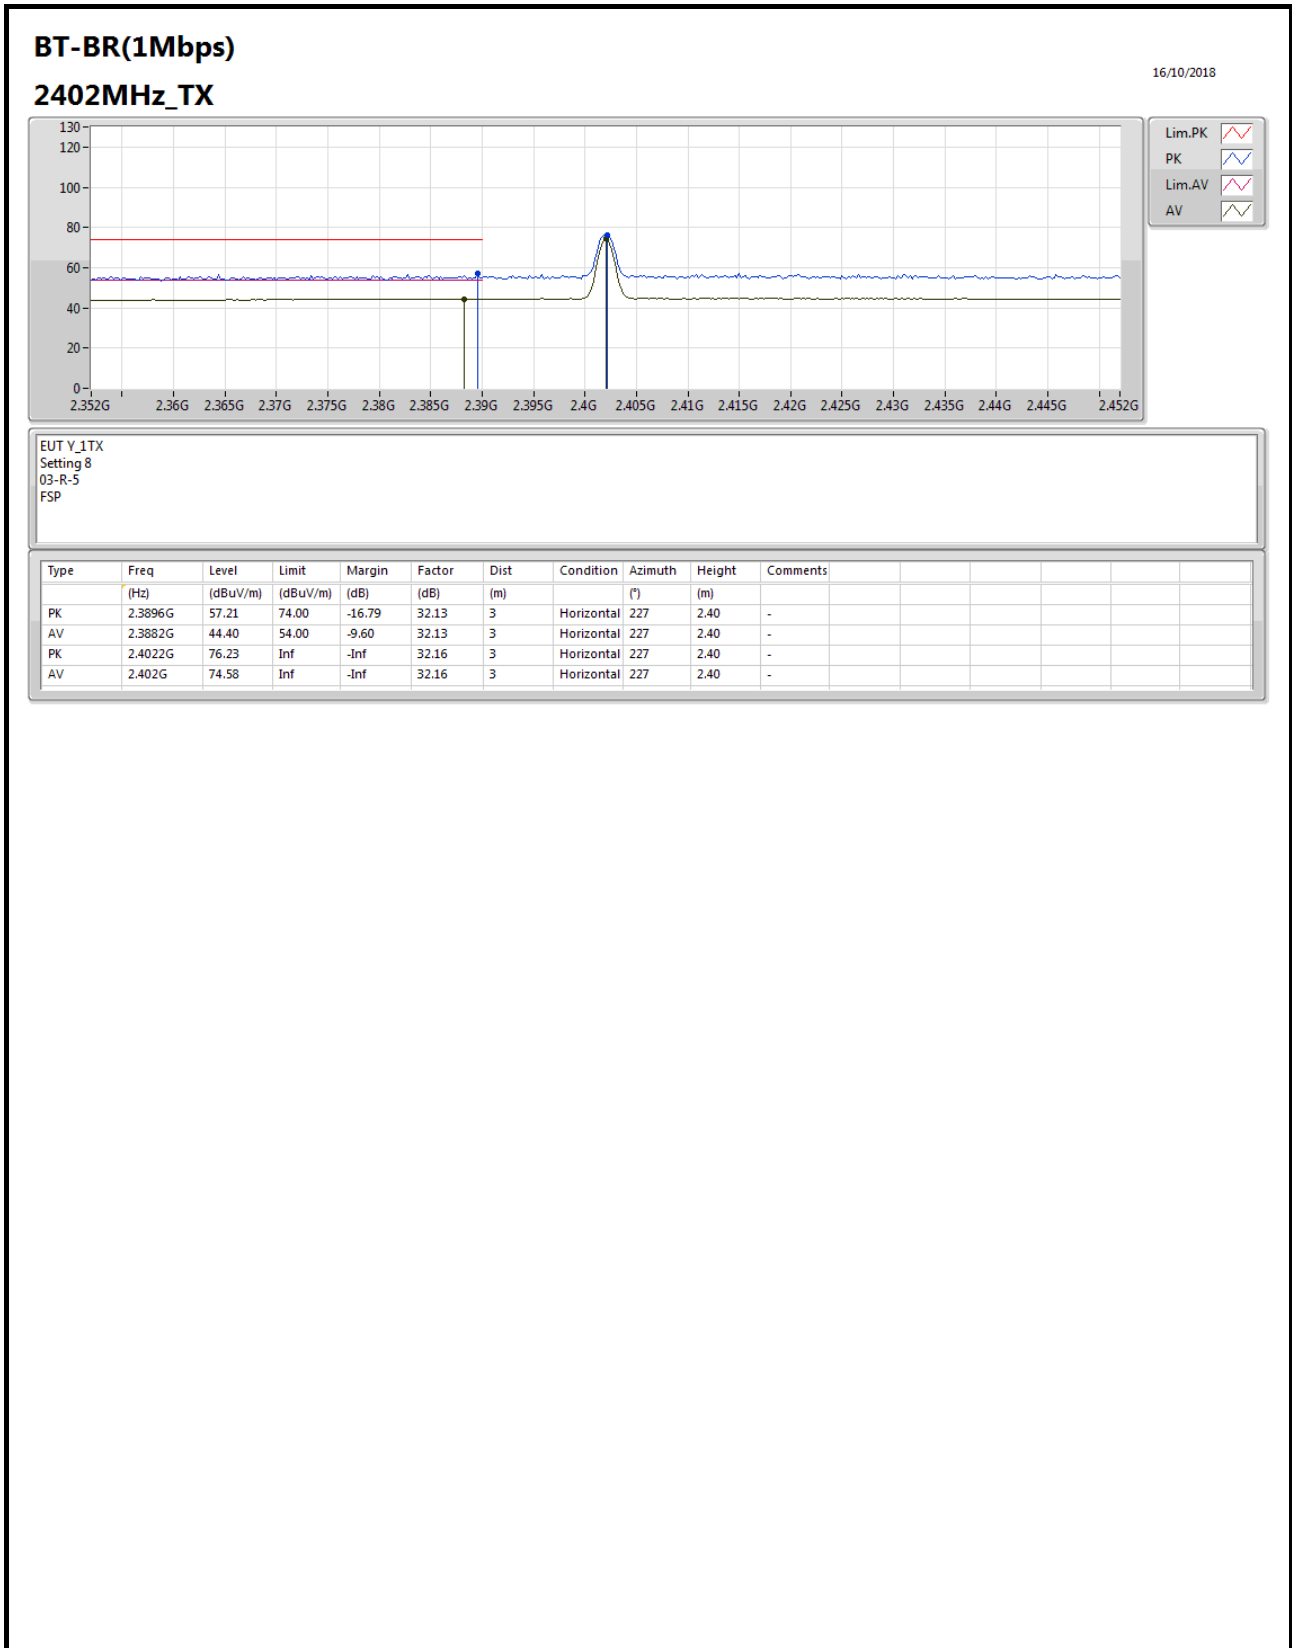 BT-BR(1Mbps)
16/10/2018
2402MHz_TX
130
120
100
80
60
40
20
0
2.352G 2.36G 2.365G 2.37G 2.375G 2.38G 2.385G 2.39G 2.395G 2.4G 2.405G 2.41G 2.415G 2.42G 2.425G 2.43G 2.435G 2.44G 2.445G 2.452G
Lim.PK
PK
Lim.AV
AV
EUT Y_1TX
Setting 8
03-R-5
FSP
Type Freq Level Limit Margin Factor Dist Condition Azimuth Height Comments
(Hz) (dBuV/m) (dBuV/m) (dB) (dB) (m) (°) (m)
PK 2.3896G 57.21 74.00 -16.79 32.13 3 Horizontal 227 2.40 -
AV 2.3882G 44.40 54.00 -9.60 32.13 3 Horizontal 227 2.40 -
PK 2.4022G 76.23 Inf -Inf 32.16 3 Horizontal 227 2.40 -
AV 2.402G 74.58 Inf -Inf 32.16 3 Horizontal 227 2.40 -